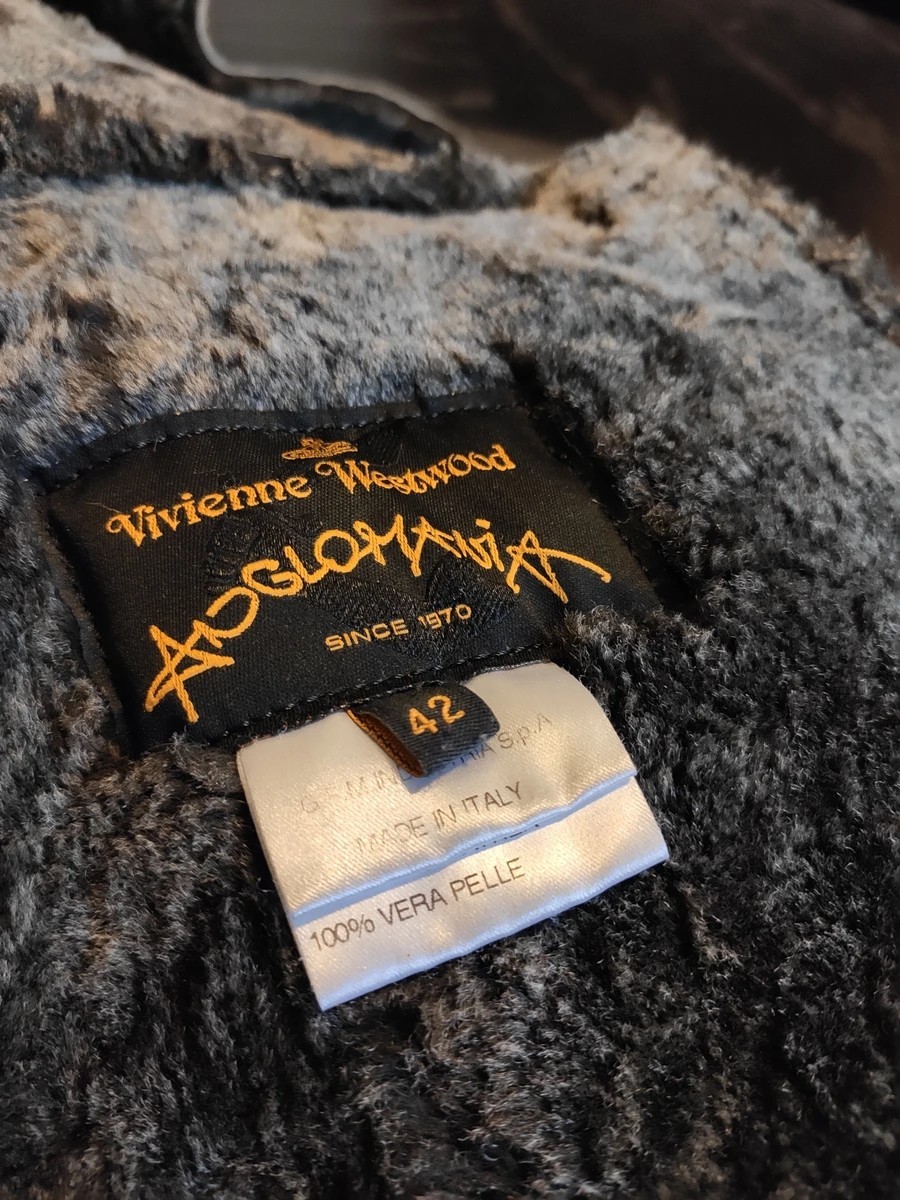 Vivienne Westwood
ANGLOMANIA
SINCE 1970
42
S.p.A
MADE IN ITALY
100% VERA PELLE